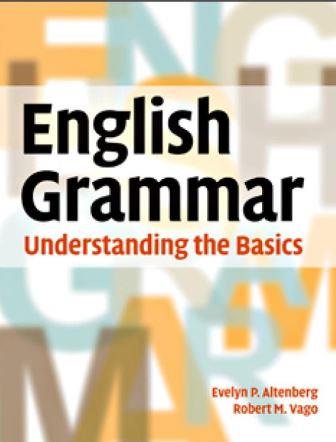 English
Grammar
Understanding the Basics
Evelyn P. Altenberg
Robert M. Vago